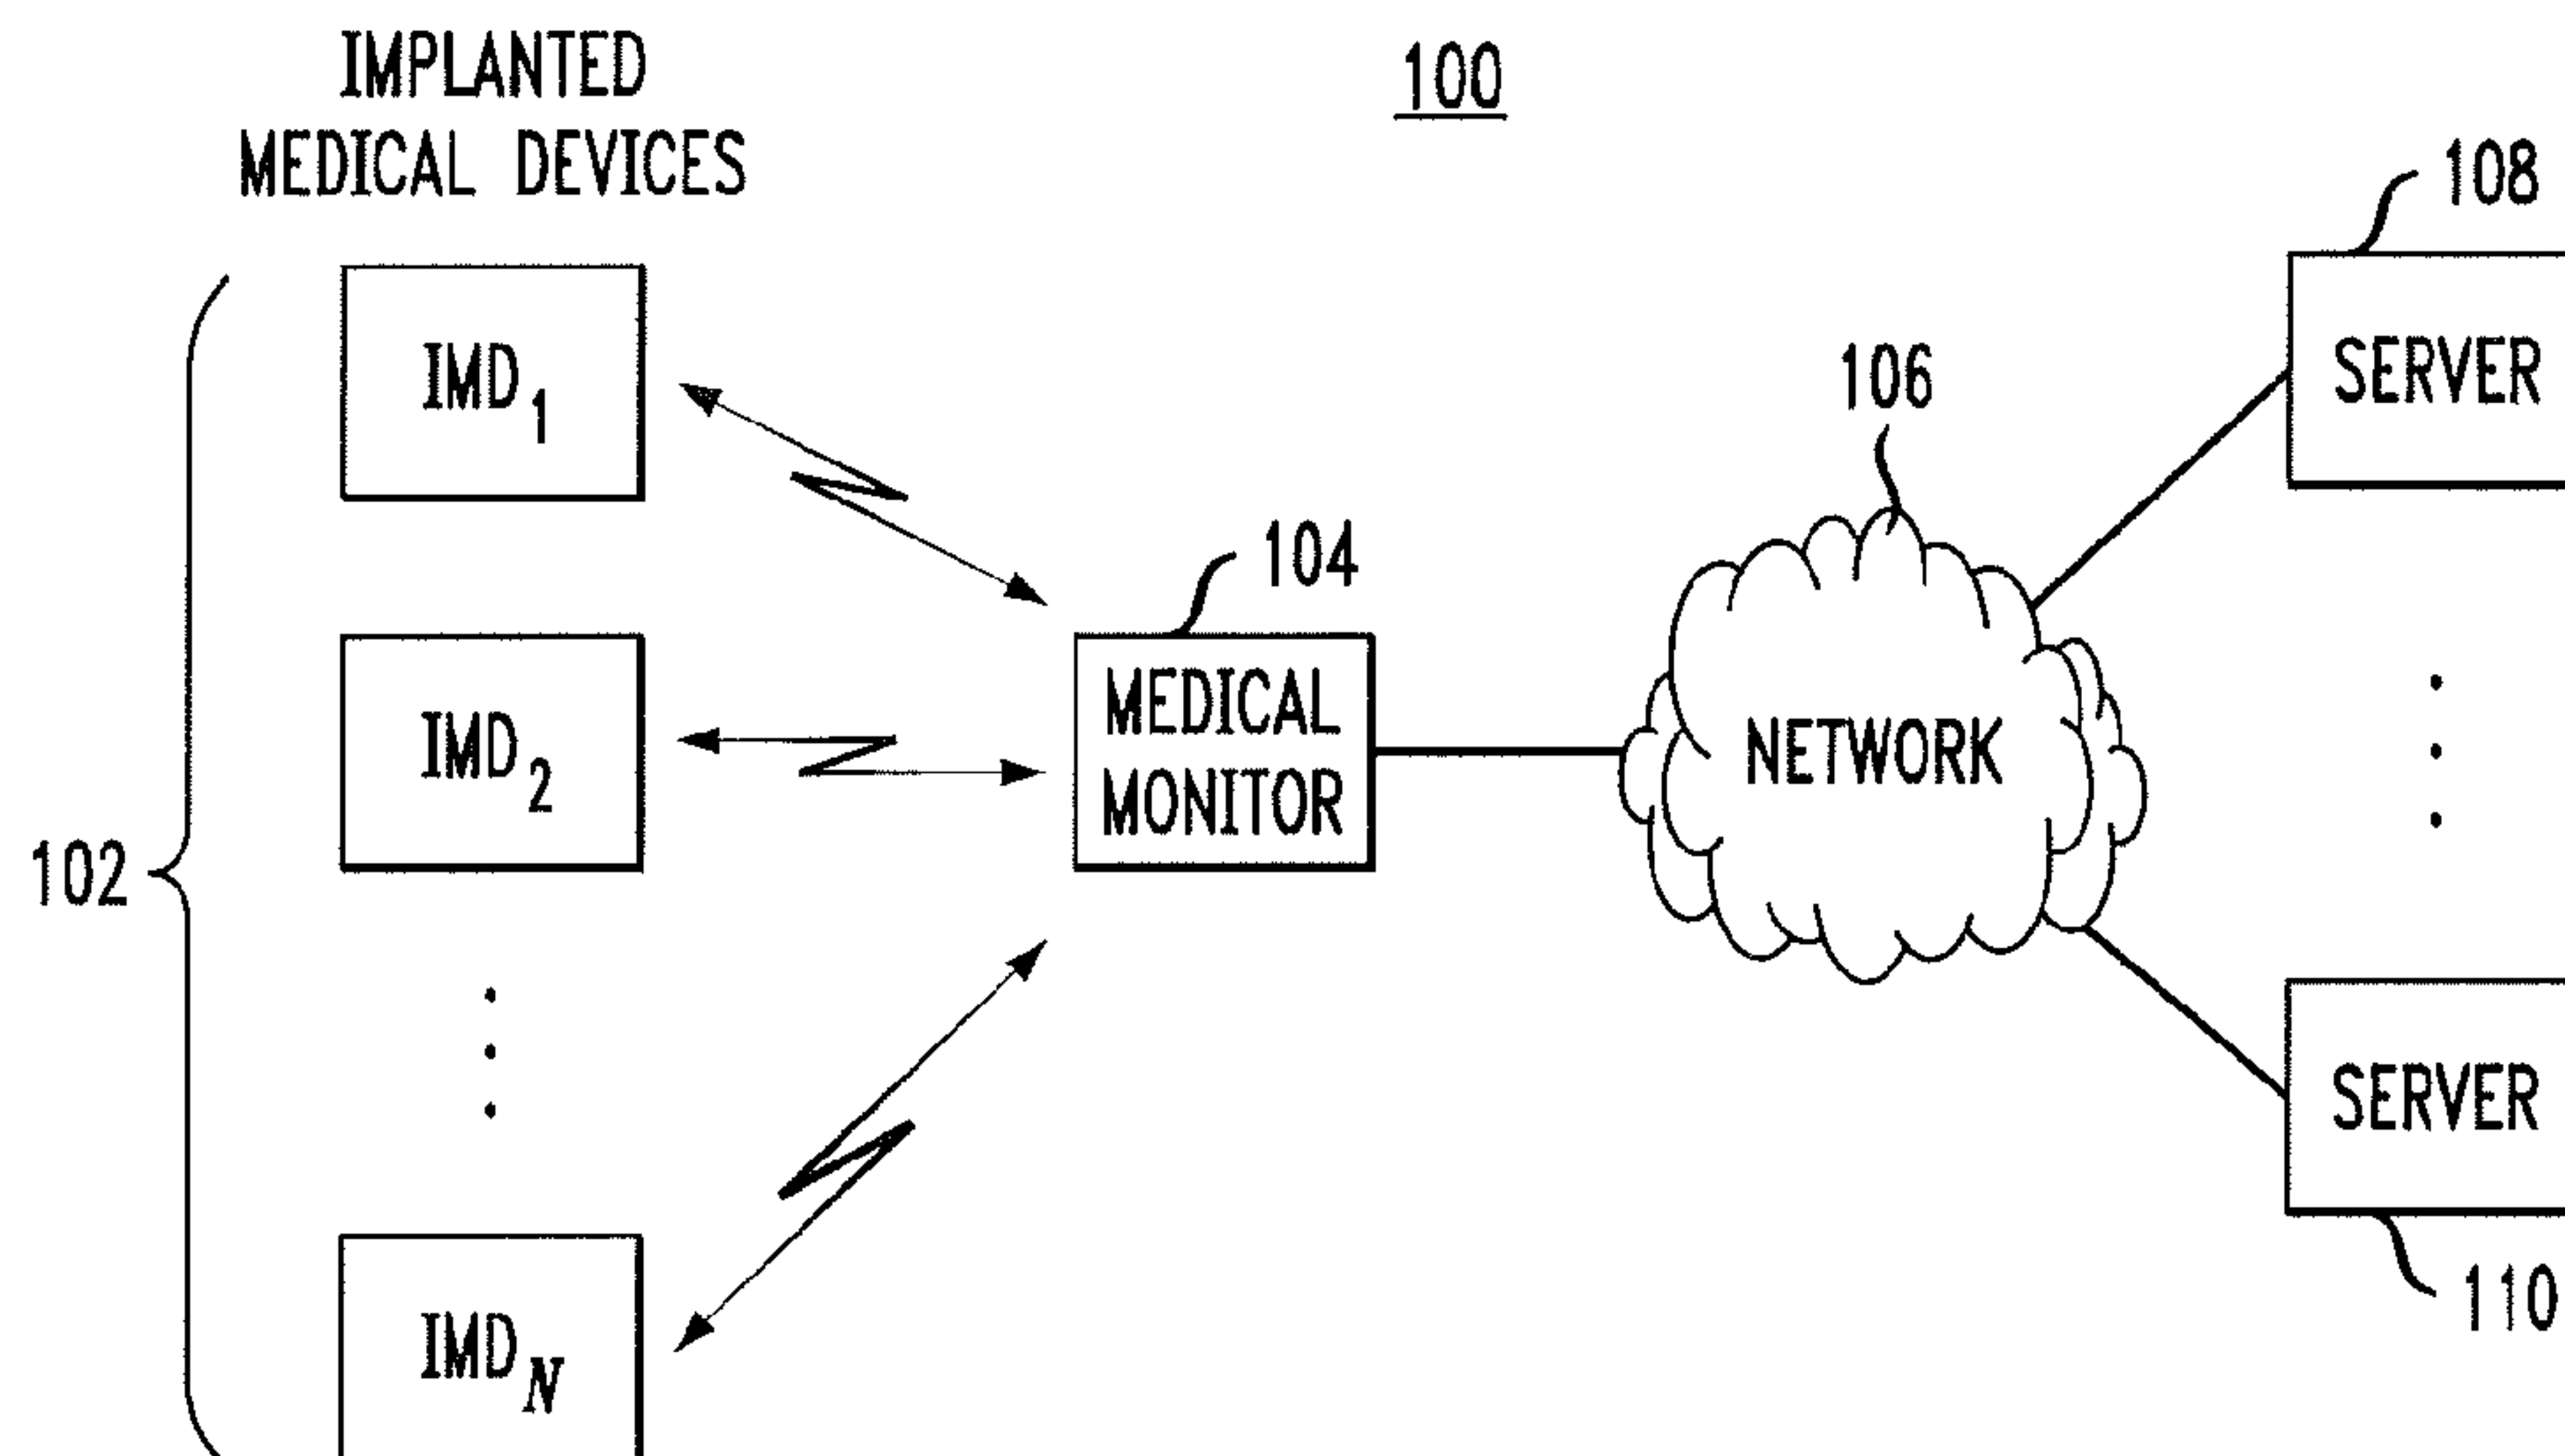 IMPLANTED
MEDICAL DEVICES
100
108
IMD1
SERVER
106
104
IMD2
MEDICAL
MONITOR
NETWORK
102
SERVER
110
IMDN